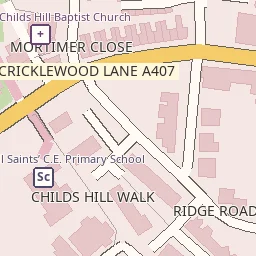 Childs Hill Baptist Church
MORTIMER CLOSE
CRICKLEWOOD LANE A407
l Saints' C.E. Primary School
Sc
CHILDS HILL WALK
RIDGE ROAD